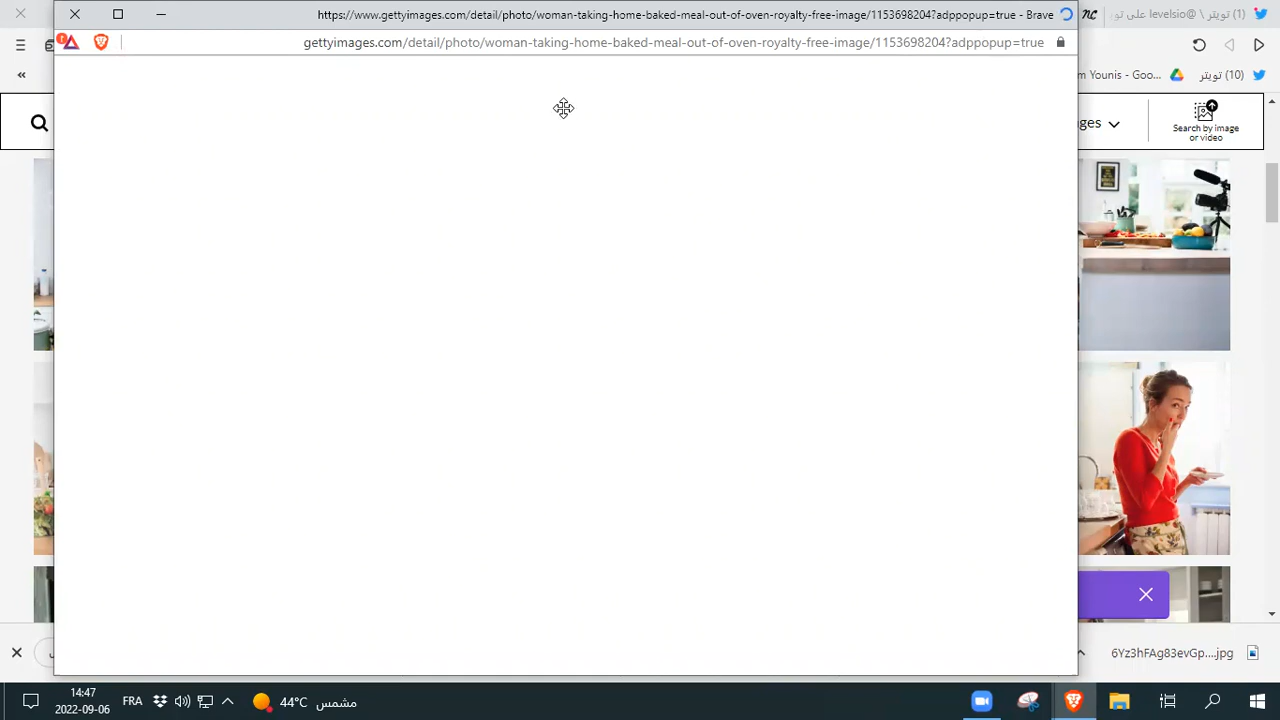 https://www.gettyimages.com/detail/photo/woman-taking-home-baked-meal-out-of-oven-royalty-free-image/1153698204?adppopup=true - Brave
(1) تويتر \ @levelsio على تو
gettyimages.com/detail/photo/woman-taking-home-baked-meal-out-of-oven-royalty-free-image/1153698204?adppopup=true
m Younis - Goo...
(10) تويتر
ges
Search by image
or video
6Yz3hFAg83evGp....jpg
14:47
2022-09-06
FRA
44°C مشمس